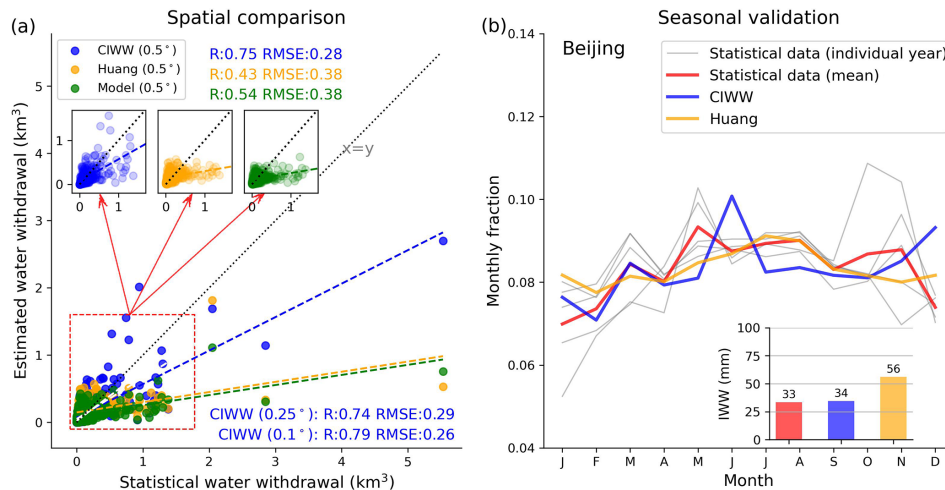 (a)
Spatial comparison
CIWW (0.5°)
Huang (0.5°)
Model (0.5°)
R:0.75 RMSE:0.28
R:0.43 RMSE:0.38
R:0.54 RMSE:0.38
x=y
1
0
0 1
0 1
0 1
5
4
3
2
1
0
Estimated water withdrawal (km³)
CIWW (0.25°): R:0.74 RMSE:0.29
CIWW (0.1°): R:0.79 RMSE:0.26
0 1 2 3 4 5
Statistical water withdrawal (km³)
(b)
Seasonal validation
Beijing
Statistical data (individual year)
Statistical data (mean)
CIWW
Huang
0.14
0.12
0.10
0.08
0.06
0.04
Monthly fraction
100
75
50
25
0
IWW (mm)
33 34 56
J F M A M J J A S O N D
Month